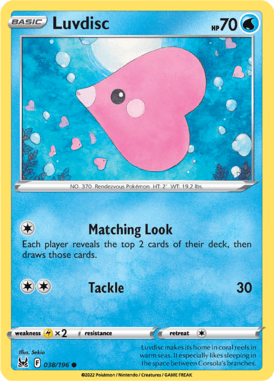 BASIC Luvdisc HP70
NO. 370 Rendezvous Pokémon HT: 2' WT: 19.2 lbs.
Matching Look
Each player reveals the top 2 cards of their deck, then
draws those cards.
Tackle 30
weakness ×2 resistance retreat
Illus. Sekio
F 038/196
Luvdisc makes its home in coral reefs in
warm seas. It especially likes sleeping in
the space between Corsola's branches.
©2022 Pokémon / Nintendo / Creatures / GAME FREAK